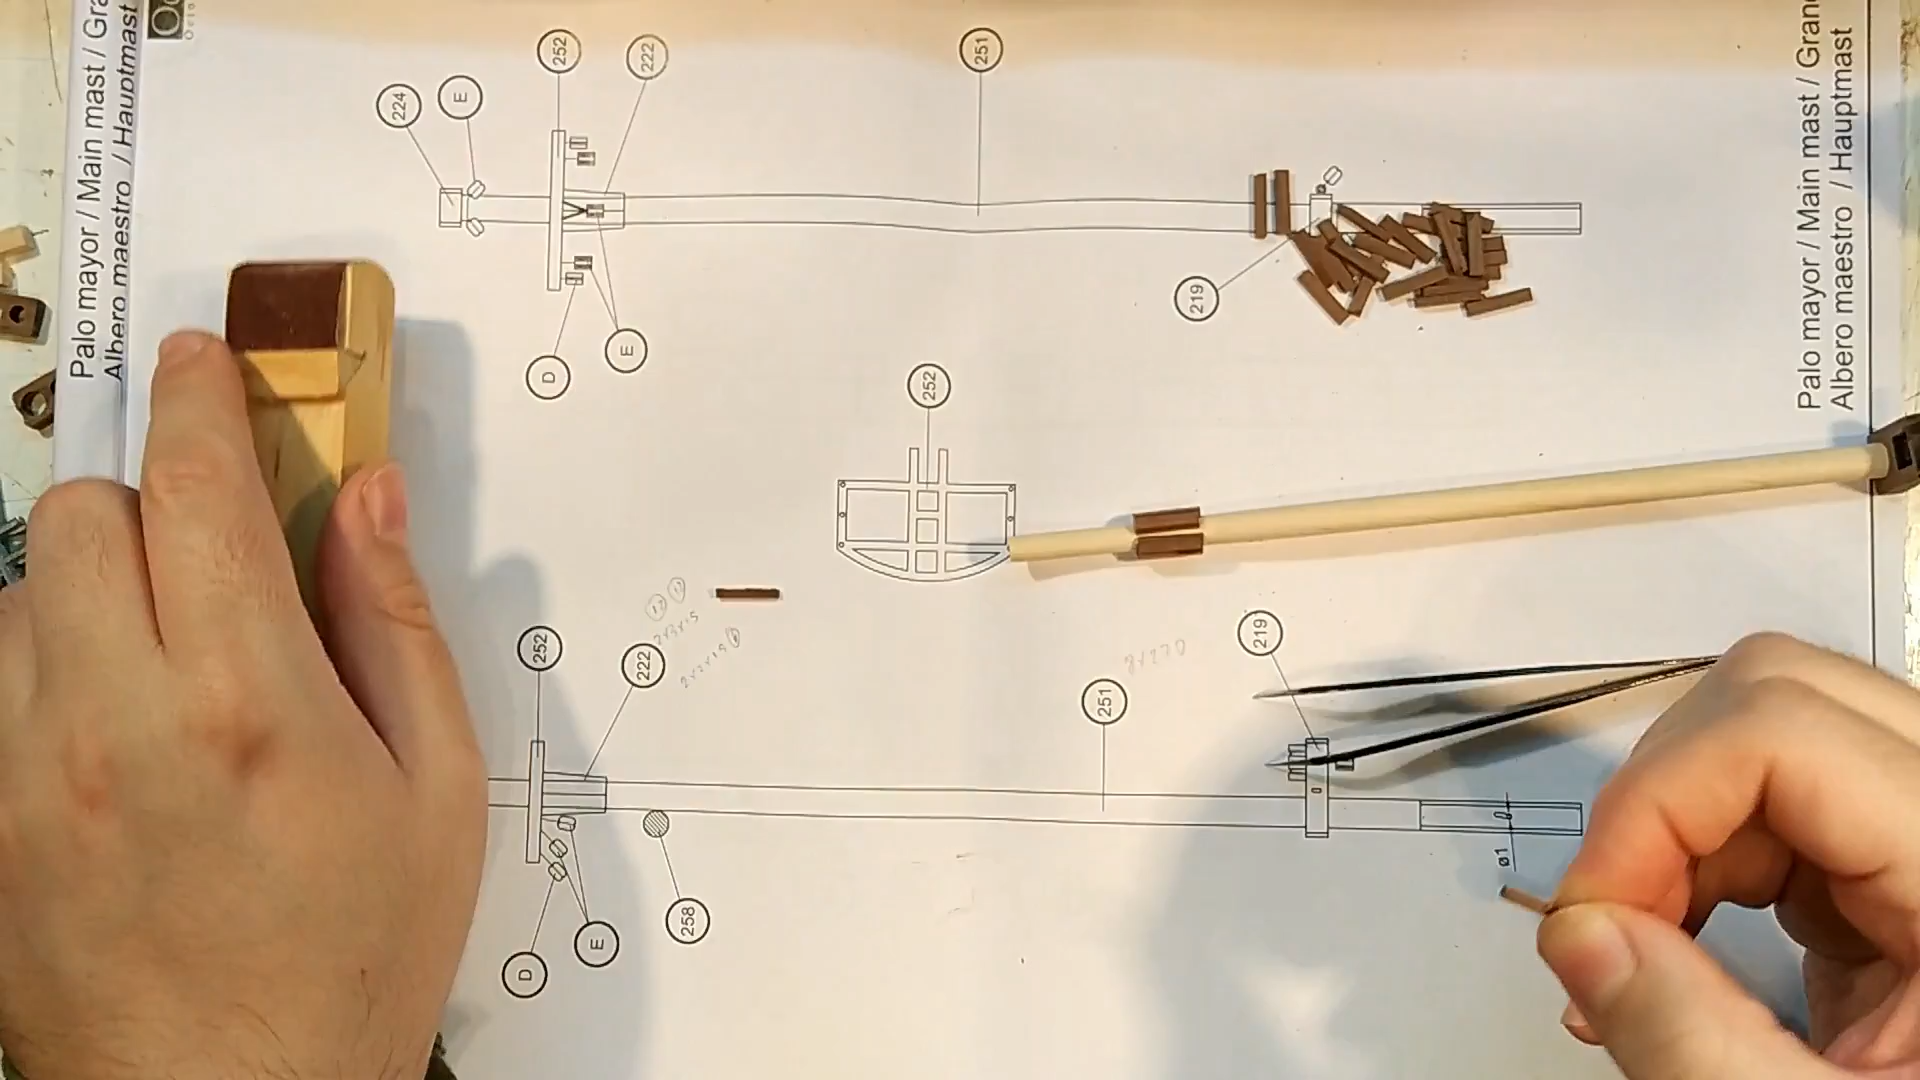 Palo mayor / Main mast / Gra
Albero maestro / Hauptmast
Palo mayor / Main mast / Gran
Albero maestro / Hauptmast
224
E
252
222
251
D
E
219
252
252
222
251
219
258
D
E
ø1